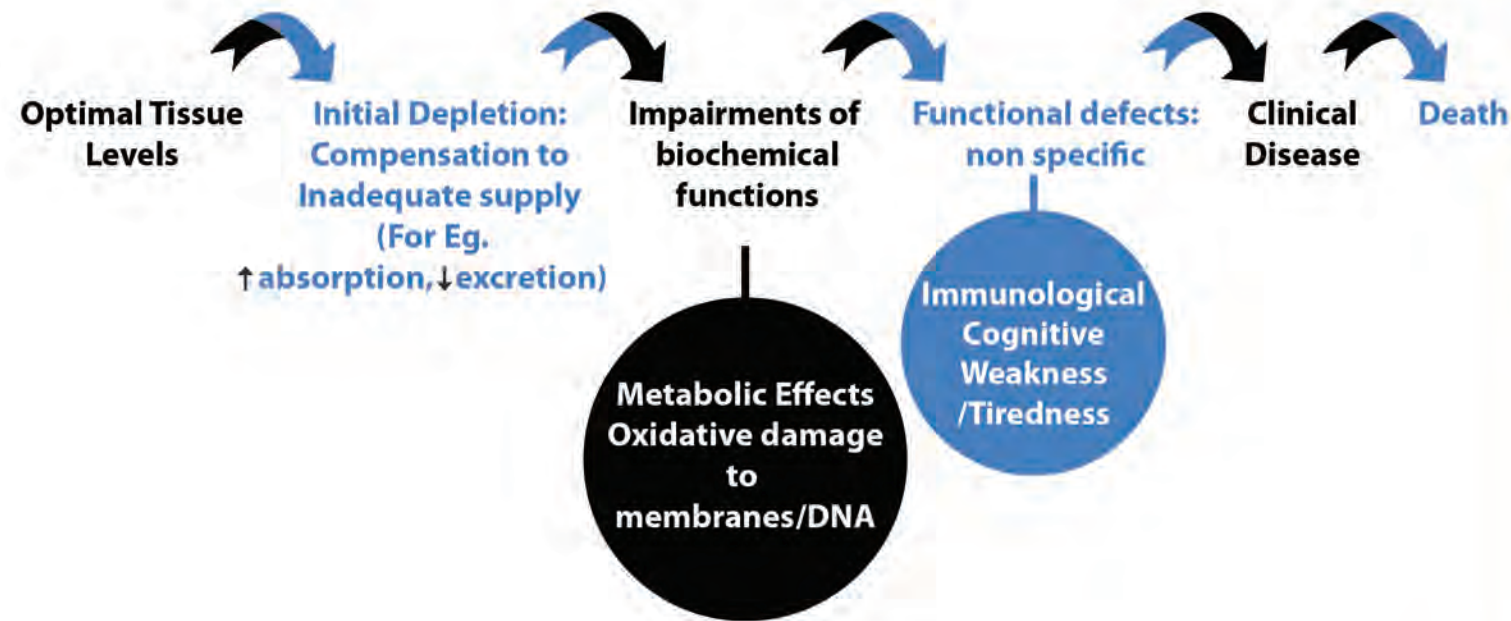 Optimal Tissue
Levels
Initial Depletion:
Compensation to
Inadequate supply
(For Eg.
↑absorption,↓excretion)
Impairments of
biochemical
functions
Metabolic Effects
Oxidative damage
to
membranes/DNA
Functional defects:
non specific
Immunological
Cognitive
Weakness
/Tiredness
Clinical
Disease
Death